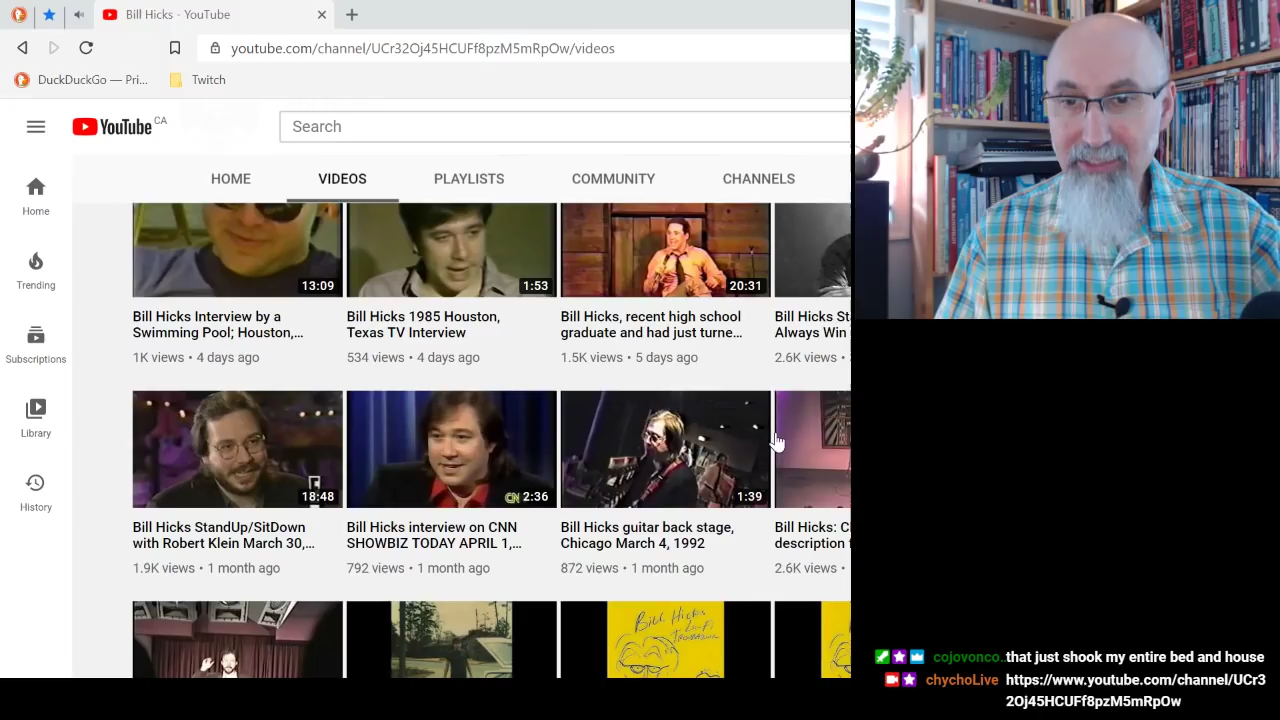 Bill Hicks - YouTube
youtube.com/channel/UCr32Oj45HCUFf8pzM5mRpOw/videos
DuckDuckGo — Pri...
Twitch
YouTube CA
Search
HOME
VIDEOS
PLAYLISTS
COMMUNITY
CHANNELS
Home
Trending
Subscriptions
Library
History
13:09
1:53
20:31
Bill Hicks Interview by a
Swimming Pool; Houston,...
1K views • 4 days ago
Bill Hicks 1985 Houston,
Texas TV Interview
534 views • 4 days ago
Bill Hicks, recent high school
graduate and had just turne...
1.5K views • 5 days ago
Bill Hicks St
Always Win
2.6K views •
18:48
CNN 2:36
1:39
Bill Hicks StandUp/SitDown
with Robert Klein March 30,...
1.9K views • 1 month ago
Bill Hicks interview on CNN
SHOWBIZ TODAY APRIL 1,...
792 views • 1 month ago
Bill Hicks guitar back stage,
Chicago March 4, 1992
872 views • 1 month ago
Bill Hicks: C
description f
2.6K views •
Bill Hicks
cojovonco.. that just shook my entire bed and house
chychoLive https://www.youtube.com/channel/UCr3
2Oj45HCUFf8pzM5mRpOw